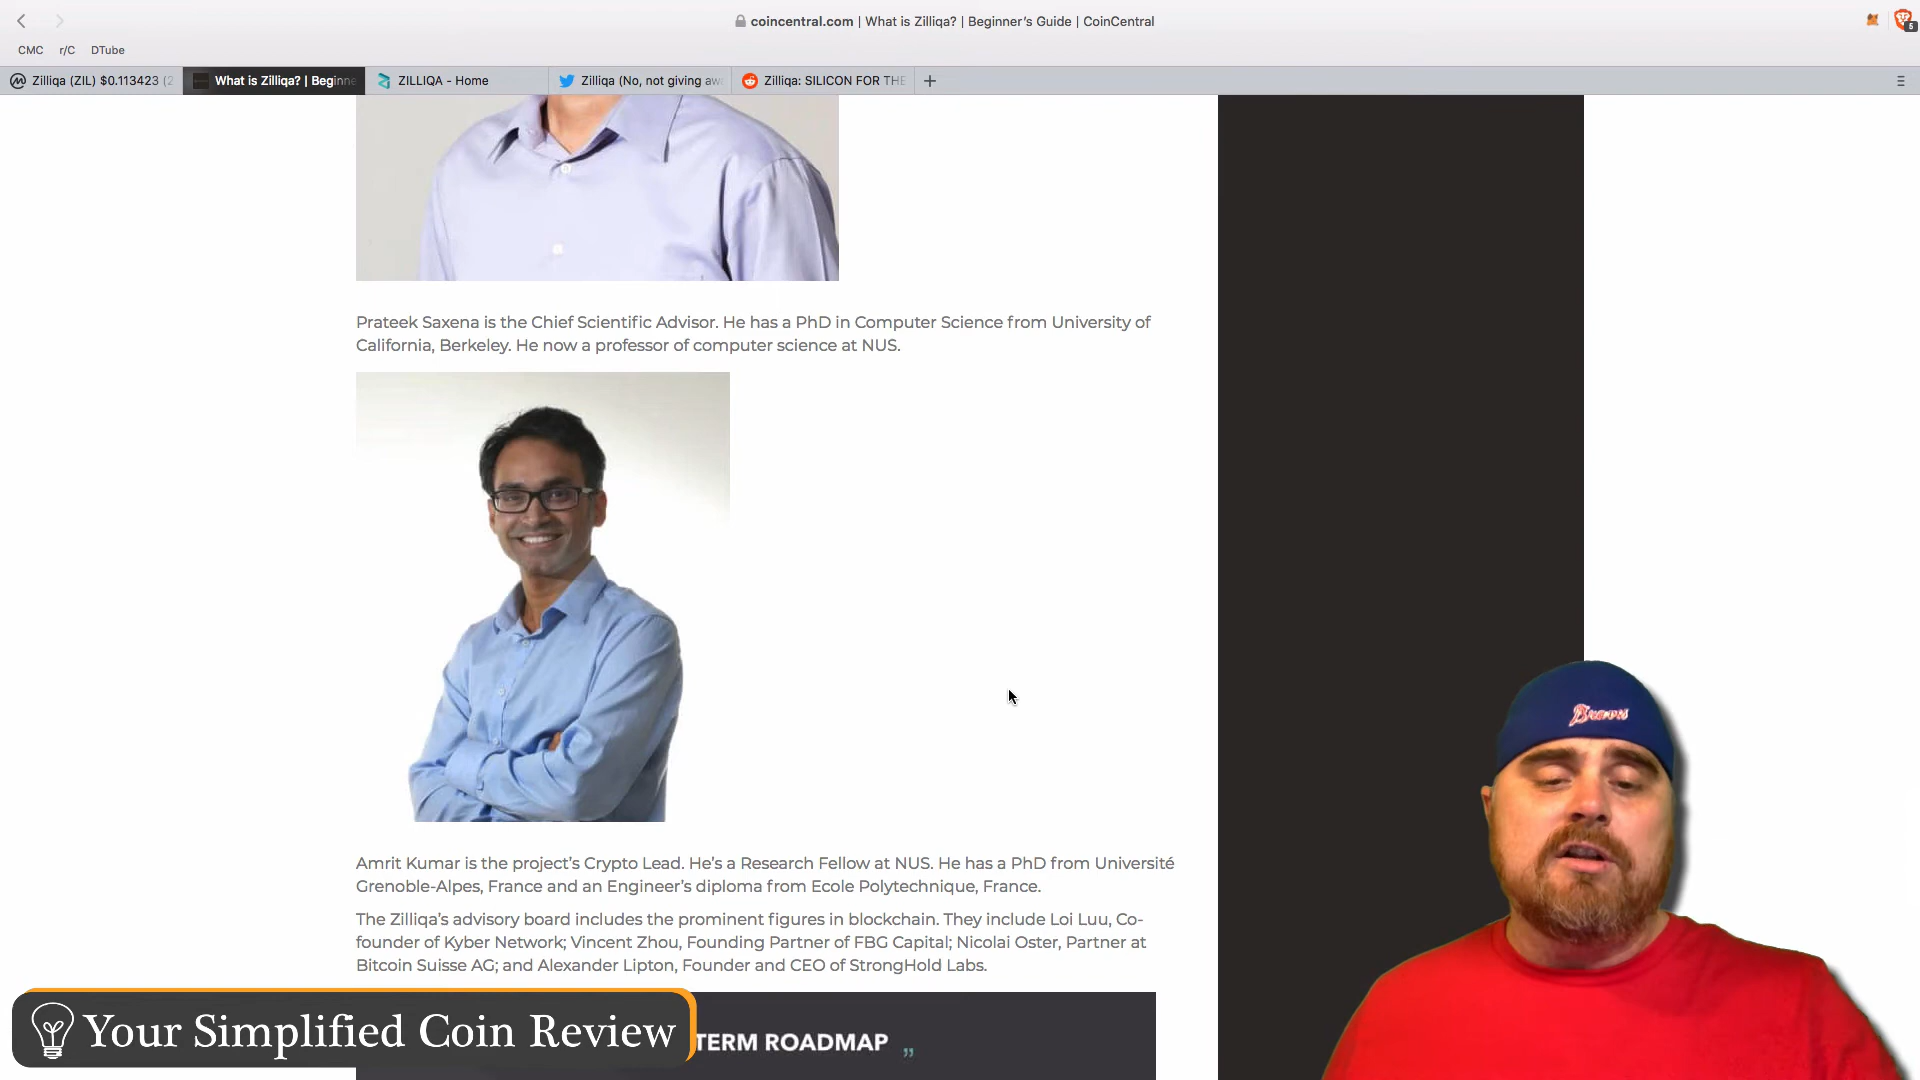 coincentral.com | What is Zilliqa? | Beginner's Guide | CoinCentral
5
CMC r/C DTube
Zilliqa (ZIL) $0.113423 (2
What is Zilliqa? | Beginne
ZILLIQA - Home
Zilliqa (No, not giving aw
Zilliqa: SILICON FOR THE
Prateek Saxena is the Chief Scientific Advisor. He has a PhD in Computer Science from University of
California, Berkeley. He now a professor of computer science at NUS.
Braves
Amrit Kumar is the project's Crypto Lead. He's a Research Fellow at NUS. He has a PhD from Université
Grenoble-Alpes, France and an Engineer's diploma from Ecole Polytechnique, France.
The Zilliqa's advisory board includes the prominent figures in blockchain. They include Loi Luu, Co-
founder of Kyber Network; Vincent Zhou, Founding Partner of FBG Capital; Nicolai Oster, Partner at
Bitcoin Suisse AG; and Alexander Lipton, Founder and CEO of StrongHold Labs.
Your Simplified Coin Review
TERM ROADMAP „